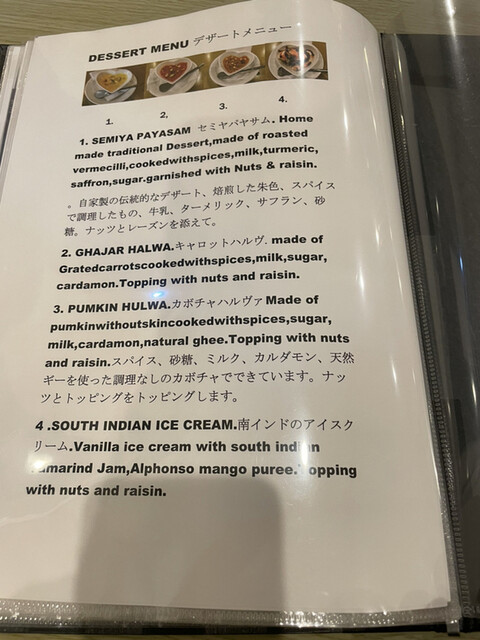 DESSERT MENU デザートメニュー
1. 2, 3. 4.
1. SEMIYA PAYASAM セミヤパヤサム. Home
made traditional Dessert,made of roasted
vermecilli,cookedwithspices,milk,turmeric,
saffron,sugar.garnished with Nuts & raisin.
。自家製の伝統的なデザート、焙煎した朱色、スパイス
で調理したもの、牛乳、ターメリック、サフラン、砂
糖。ナッツとレーズンを添えて。
2. GHAJAR HALWA.キャロットハルヴ. made of
Gratedcarrotscookedwithspices,milk,sugar,
cardamon.Topping with nuts and raisin.
3. PUMKIN HULWA.カボチャハルヴァ Made of
pumkinwithoutskincookedwithspices,sugar,
milk,cardamon,natural ghee.Topping with nuts
and raisin.スパイス、砂糖、ミルク、カルダモン、天然
ギーを使った調理なしのカボチャでできています。ナッ
ツとトッピングをトッピングします。
4 .SOUTH INDIAN ICE CREAM.南インドのアイスク
リーム.Vanilla ice cream with south indian
Tamarind Jam,Alphonso mango puree.Topping
with nuts and raisin.